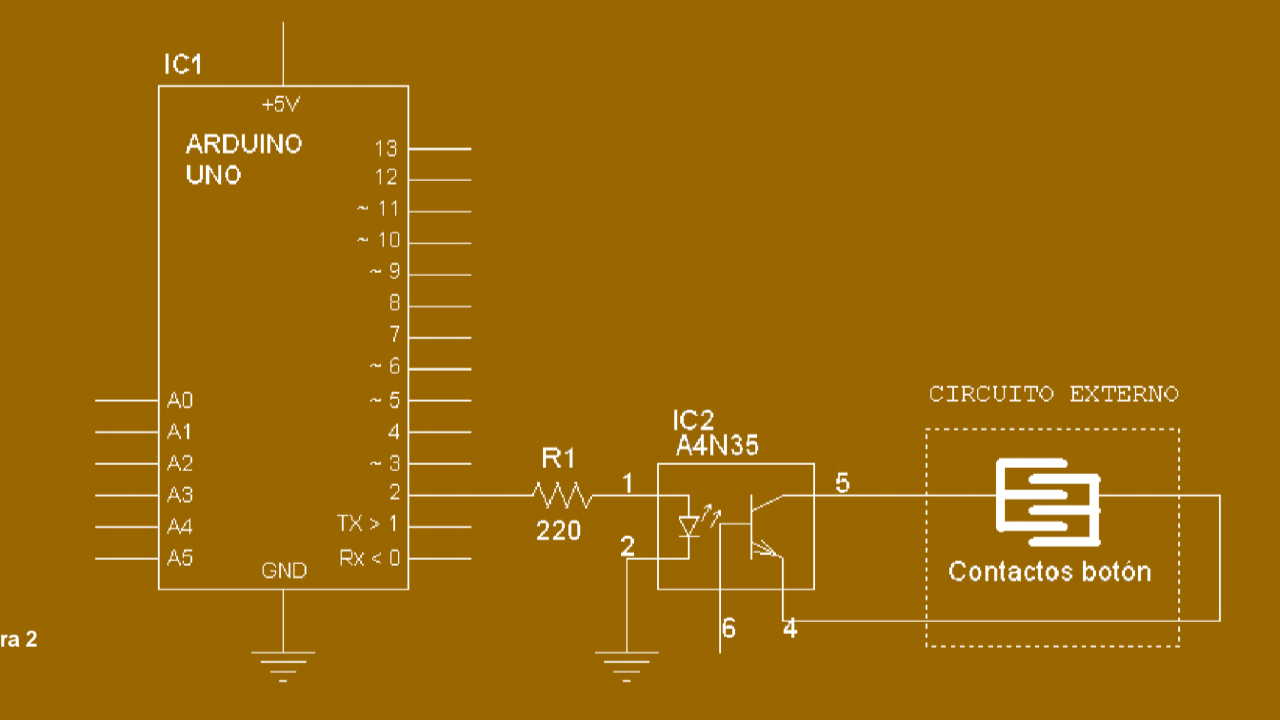 IC1
+5V
ARDUINO
UNO
13
12
~ 11
~ 10
~ 9
8
7
~ 6
~ 5
4
~ 3
2
TX > 1
Rx < 0
A0
A1
A2
A3
A4
A5
GND
R1
220
IC2
A4N35
1
2
5
6
4
CIRCUITO EXTERNO
Contactos botón
ra 2